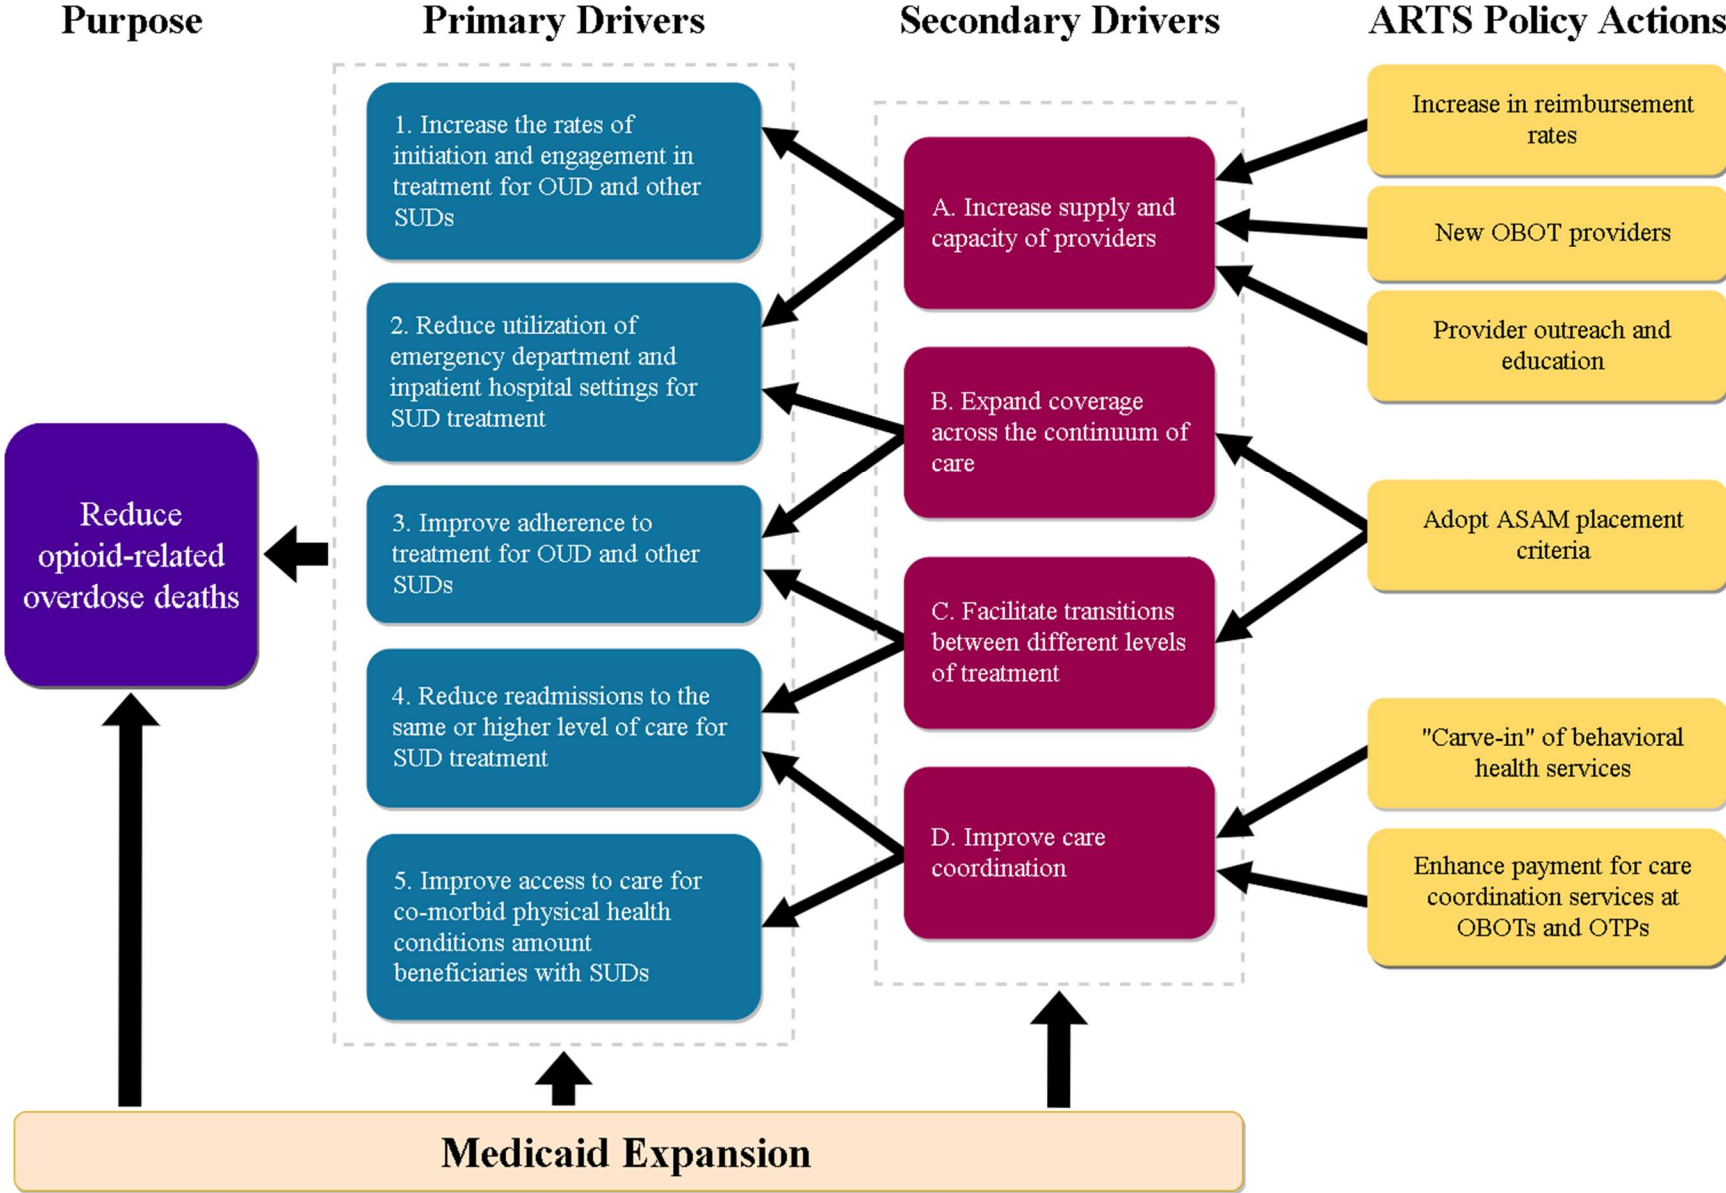 Purpose
Primary Drivers
Secondary Drivers
ARTS Policy Actions
Reduce
opioid-related
overdose deaths
1. Increase the rates of
initiation and engagement in
treatment for OUD and other
SUDs
2. Reduce utilization of
emergency department and
inpatient hospital settings for
SUD treatment
3. Improve adherence to
treatment for OUD and other
SUDs
4. Reduce readmissions to the
same or higher level of care for
SUD treatment
5. Improve access to care for
co-morbid physical health
conditions amount
beneficiaries with SUDs
A. Increase supply and
capacity of providers
B. Expand coverage
across the continuum of
care
C. Facilitate transitions
between different levels
of treatment
D. Improve care
coordination
Increase in reimbursement
rates
New OBOT providers
Provider outreach and
education
Adopt ASAM placement
criteria
"Carve-in" of behavioral
health services
Enhance payment for care
coordination services at
OBOTs and OTPs
Medicaid Expansion